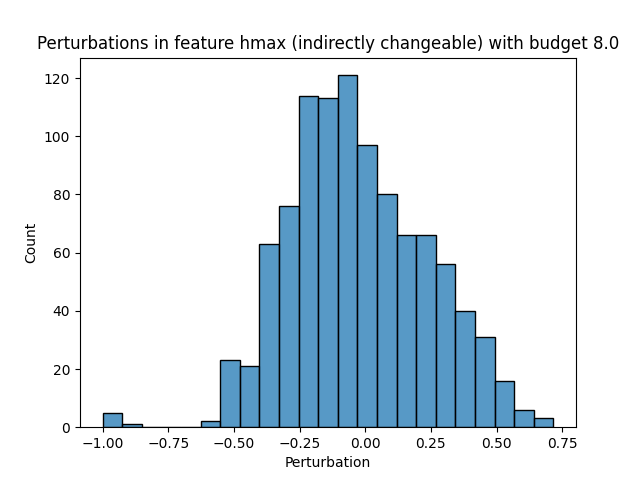 Perturbations in feature hmax (indirectly changeable) with budget 8.0
120
100
80
60
40
20
0
Count
−1.00 −0.75 −0.50 −0.25 0.00 0.25 0.50 0.75
Perturbation